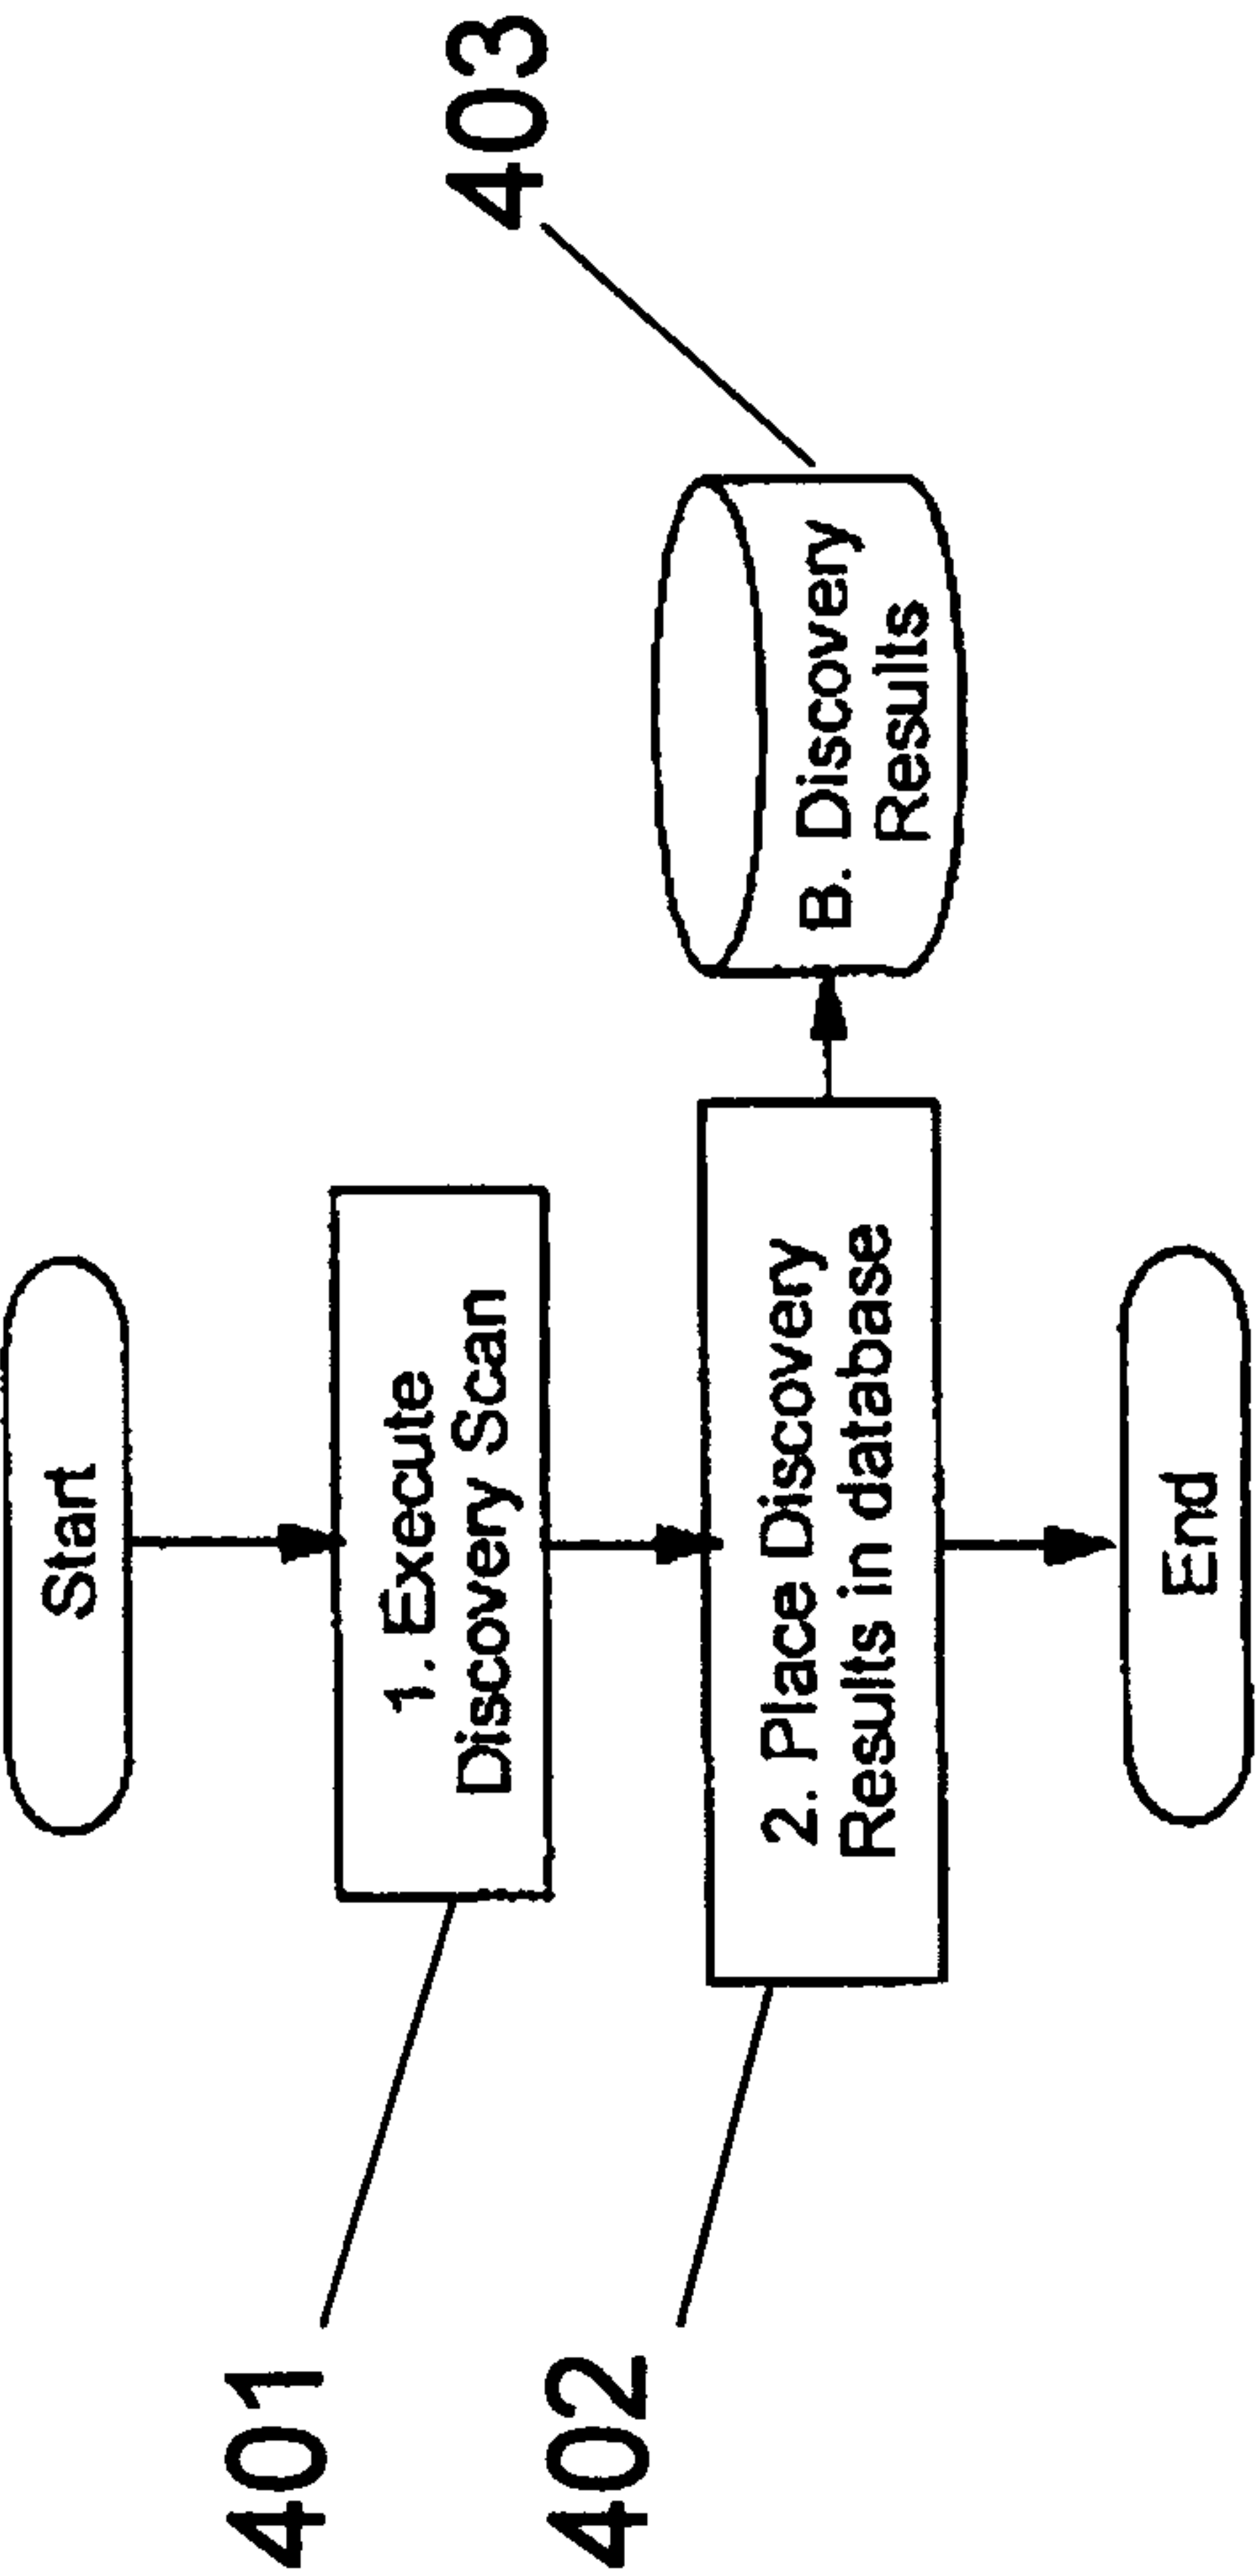 Start
401
1. Execute
Discovery Scan
403
402
2. Place Discovery
Results in database
B. Discovery
Results
End